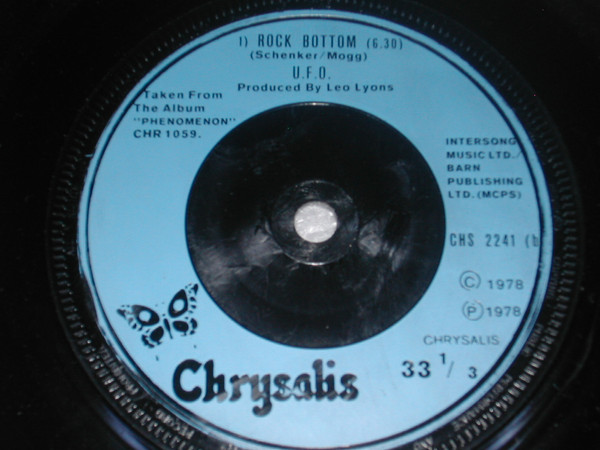 1) ROCK BOTTOM (6.30)
(Schenker/Mogg)
U.F.O.
Produced By Leo Lyons
Taken From
The Album
"PHENOMENON"
CHR 1059.
INTERSONG
MUSIC LTD./
BARN
PUBLISHING
LTD. (MCPS)
CHS 2241 (b
© 1978
℗ 1978
CHRYSALIS
33 1/3
Chrysalis